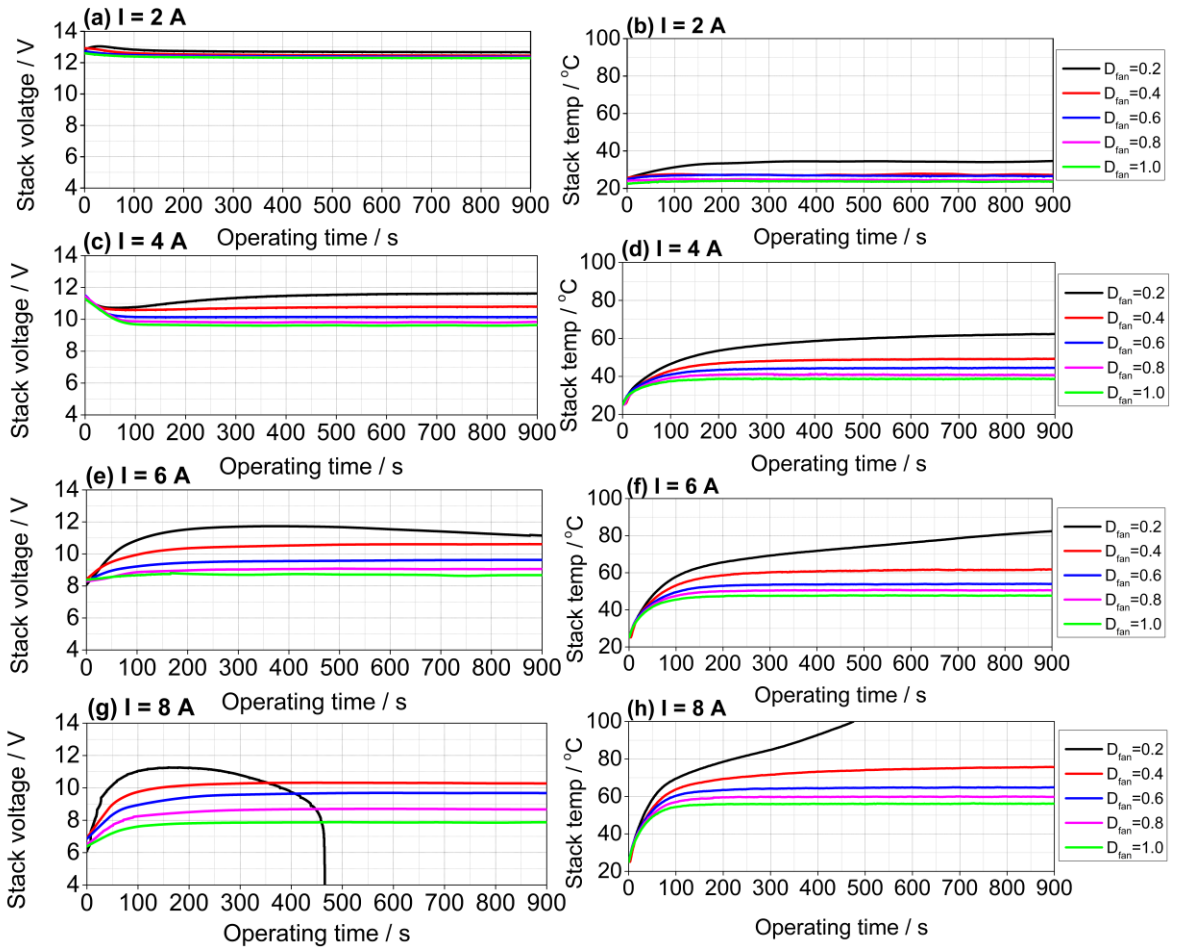 (a) I = 2 A
Stack volatge / V
14
12
10
8
6
4
0 100 200 300 400 500 600 700 800 900
Operating time / s
(b) I = 2 A
Stack temp / °C
100
80
60
40
20
0 100 200 300 400 500 600 700 800 900
Operating time / s
D_fan=0.2
D_fan=0.4
D_fan=0.6
D_fan=0.8
D_fan=1.0
(c) I = 4 A
Stack voltage / V
14
12
10
8
6
4
0 100 200 300 400 500 600 700 800 900
Operating time / s
(d) I = 4 A
Stack temp / °C
100
80
60
40
20
0 100 200 300 400 500 600 700 800 900
Operating time / s
D_fan=0.2
D_fan=0.4
D_fan=0.6
D_fan=0.8
D_fan=1.0
(e) I = 6 A
Stack voltage / V
14
12
10
8
6
4
0 100 200 300 400 500 600 700 800 900
Operating time / s
(f) I = 6 A
Stack temp / °C
100
80
60
40
20
0 100 200 300 400 500 600 700 800 900
Operating time / s
D_fan=0.2
D_fan=0.4
D_fan=0.6
D_fan=0.8
D_fan=1.0
(g) I = 8 A
Stack voltage / V
14
12
10
8
6
4
0 100 200 300 400 500 600 700 800 900
Operating time / s
(h) I = 8 A
Stack temp / °C
100
80
60
40
20
0 100 200 300 400 500 600 700 800 900
Operating time / s
D_fan=0.2
D_fan=0.4
D_fan=0.6
D_fan=0.8
D_fan=1.0